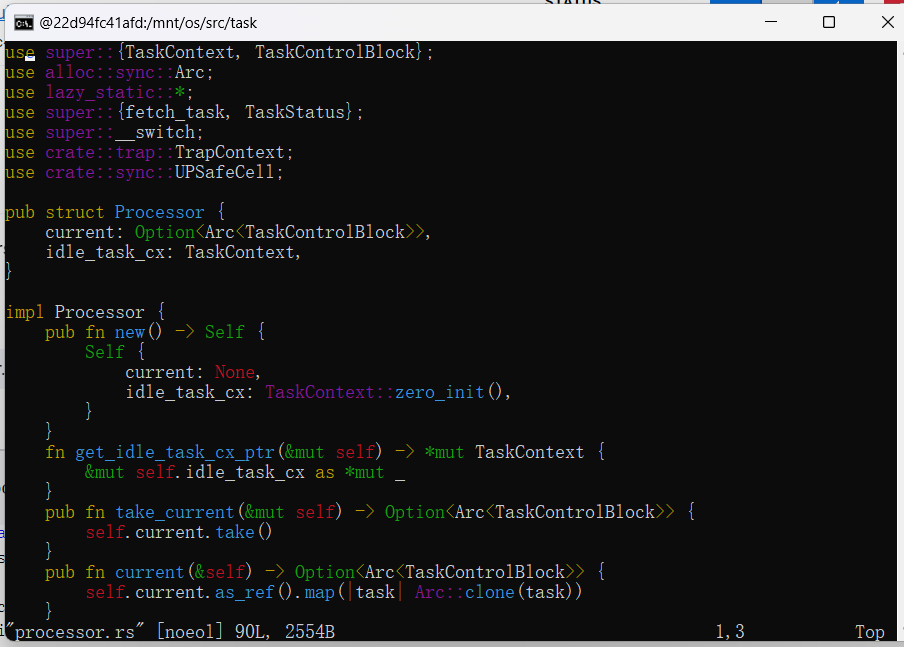 @22d94fc41afd:/mnt/os/src/task
use super::{TaskContext, TaskControlBlock};
use alloc::sync::Arc;
use lazy_static::*;
use super::{fetch_task, TaskStatus};
use super::__switch;
use crate::trap::TrapContext;
use crate::sync::UPSafeCell;

pub struct Processor {
    current: Option<Arc<TaskControlBlock>>,
    idle_task_cx: TaskContext,
}

impl Processor {
    pub fn new() -> Self {
        Self {
            current: None,
            idle_task_cx: TaskContext::zero_init(),
        }
    }
    fn get_idle_task_cx_ptr(&mut self) -> *mut TaskContext {
        &mut self.idle_task_cx as *mut _
    }
    pub fn take_current(&mut self) -> Option<Arc<TaskControlBlock>> {
        self.current.take()
    }
    pub fn current(&self) -> Option<Arc<TaskControlBlock>> {
        self.current.as_ref().map(|task| Arc::clone(task))
    }
"processor.rs" [noeol] 90L, 2554B 1,3 Top